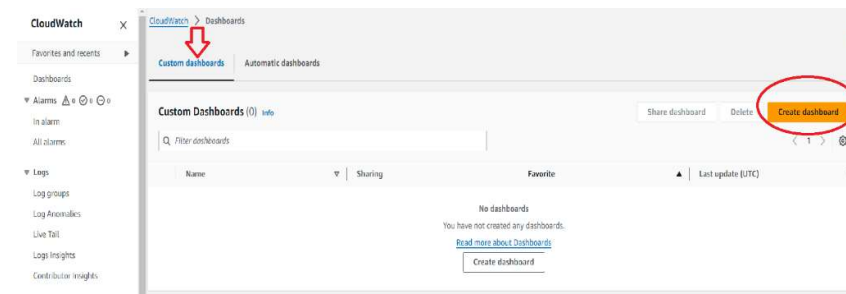 CloudWatch X
Favorites and recents
Dashboards
Alarms 0 0 0
In alarm
All alarms
Logs
Log groups
Log Anomalies
Live Tail
Logs Insights
Contributor Insights
CloudWatch > Dashboards
Custom dashboards Automatic dashboards
Custom Dashboards (0) Info
Share dashboard Delete Create dashboard
Filter dashboards
< 1 >
Name Sharing Favorite Last update (UTC)
No dashboards
You have not created any dashboards.
Read more about Dashboards
Create dashboard